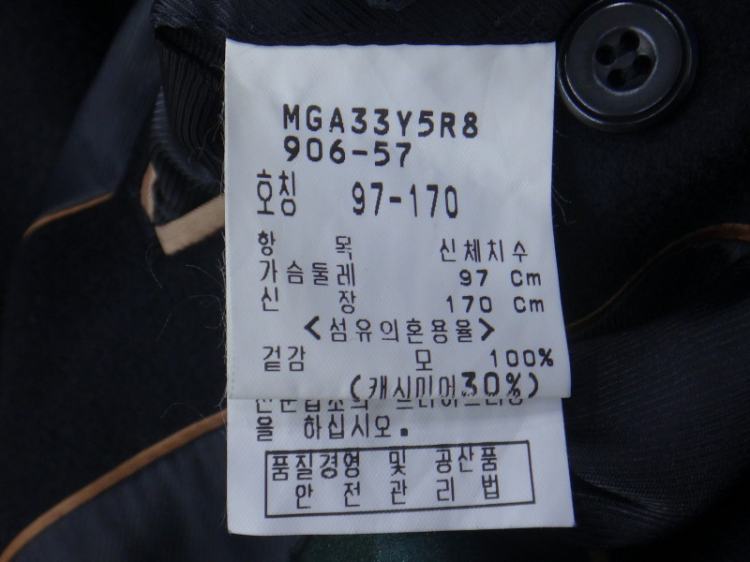 MGA33Y5R8
906-57
호칭 97-170
항 목 신체치수
가슴둘레 97 Cm
신 장 170 Cm
<섬유의혼용율>
겉감 모 100%
(캐시미어30%)
을 하십시오.
품질경영 및 공산품
안 전 관 리 법